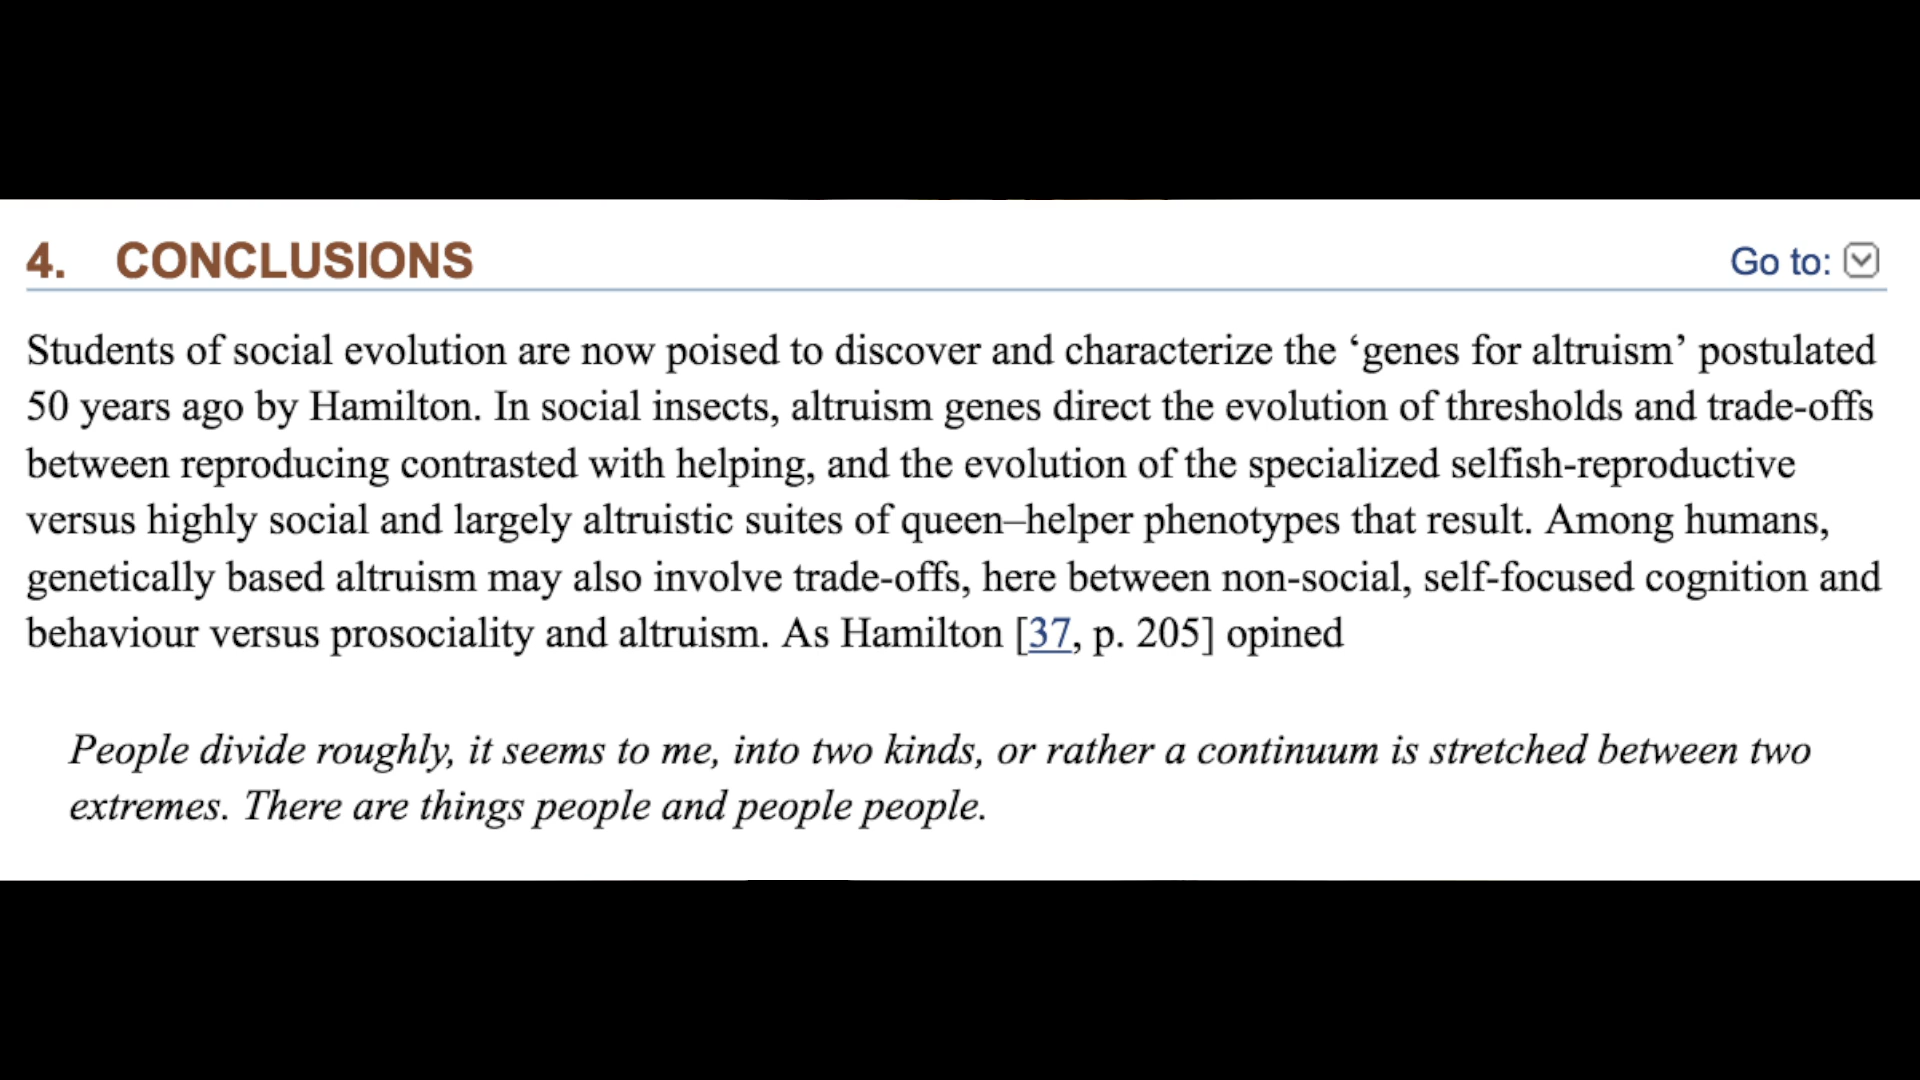 4. CONCLUSIONS Go to:
Students of social evolution are now poised to discover and characterize the ‘genes for altruism’ postulated
50 years ago by Hamilton. In social insects, altruism genes direct the evolution of thresholds and trade-offs
between reproducing contrasted with helping, and the evolution of the specialized selfish-reproductive
versus highly social and largely altruistic suites of queen–helper phenotypes that result. Among humans,
genetically based altruism may also involve trade-offs, here between non-social, self-focused cognition and
behaviour versus prosociality and altruism. As Hamilton [37, p. 205] opined
People divide roughly, it seems to me, into two kinds, or rather a continuum is stretched between two
extremes. There are things people and people people.